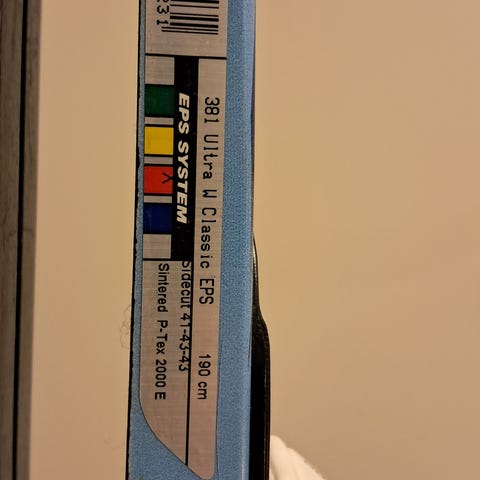 231
381 Ultra W Classic EPS 190 cm
EPS SYSTEM
Sidecut 41-43-43
Sintered P-Tex 2000 E